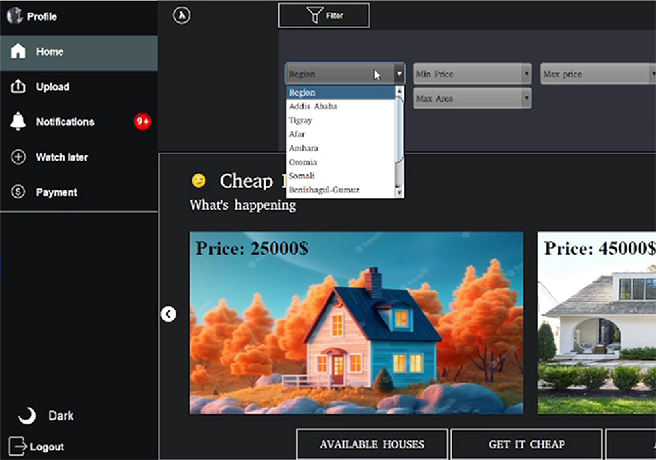 Profile
Home
Upload
Notifications 9+
Watch later
Payment
Dark
Logout
Filter
Region Min Price Max price
Max Area
Region
Addis Ababa
Tigray
Afar
Amhara
Oromia
Somali
Benishagul-Gumuz
Cheap
What's happening
Price: 25000$ Price: 45000$
AVAILABLE HOUSES GET IT CHEAP